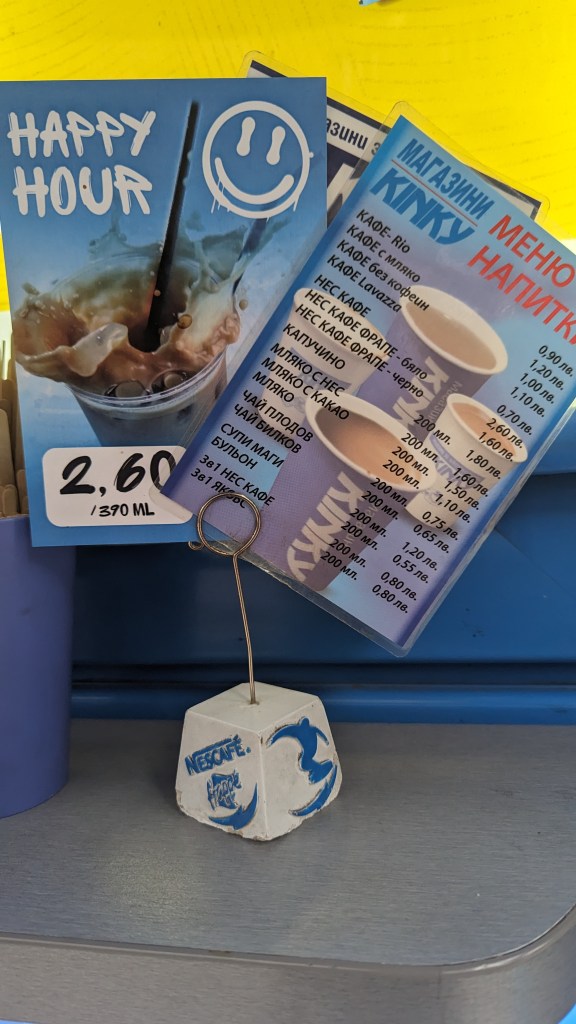 HAPPY
HOUR
2,60
/390 ML
МАГАЗИНИ
KINKY
МЕНЮ
НАПИТК
КАФЕ- Rio 0,90 лв.
КАФЕ с мляко 1,20 лв.
КАФЕ без кофеин 1,00 лв.
КАФЕ Lavazza 1,10 лв.
НЕС КАФЕ 0,70 лв.
НЕС КАФЕ ФРАПЕ - бяло 2,60 лв.
НЕС КАФЕ ФРАПЕ - черно 1,60 лв.
КАПУЧИНО 200 мл. 1,80 лв.
МЛЯКО С НЕС 200 мл. 1,60 лв.
МЛЯКО С КАКАО 200 мл. 1,50 лв.
МЛЯКО 200 мл. 1,10 лв.
ЧАЙ ПЛОДОВ 200 мл. 0,75 лв.
ЧАЙ БИЛКОВ 200 мл. 0,65 лв.
СУПИ МАГИ 200 мл. 1,20 лв.
БУЛЬОН 200 мл. 0,55 лв.
3в1 НЕС КАФЕ 200 мл. 0,80 лв.
3в1 200 мл. 0,80 лв.
KINKY
KINKY
NESCAFÉ.
frappé